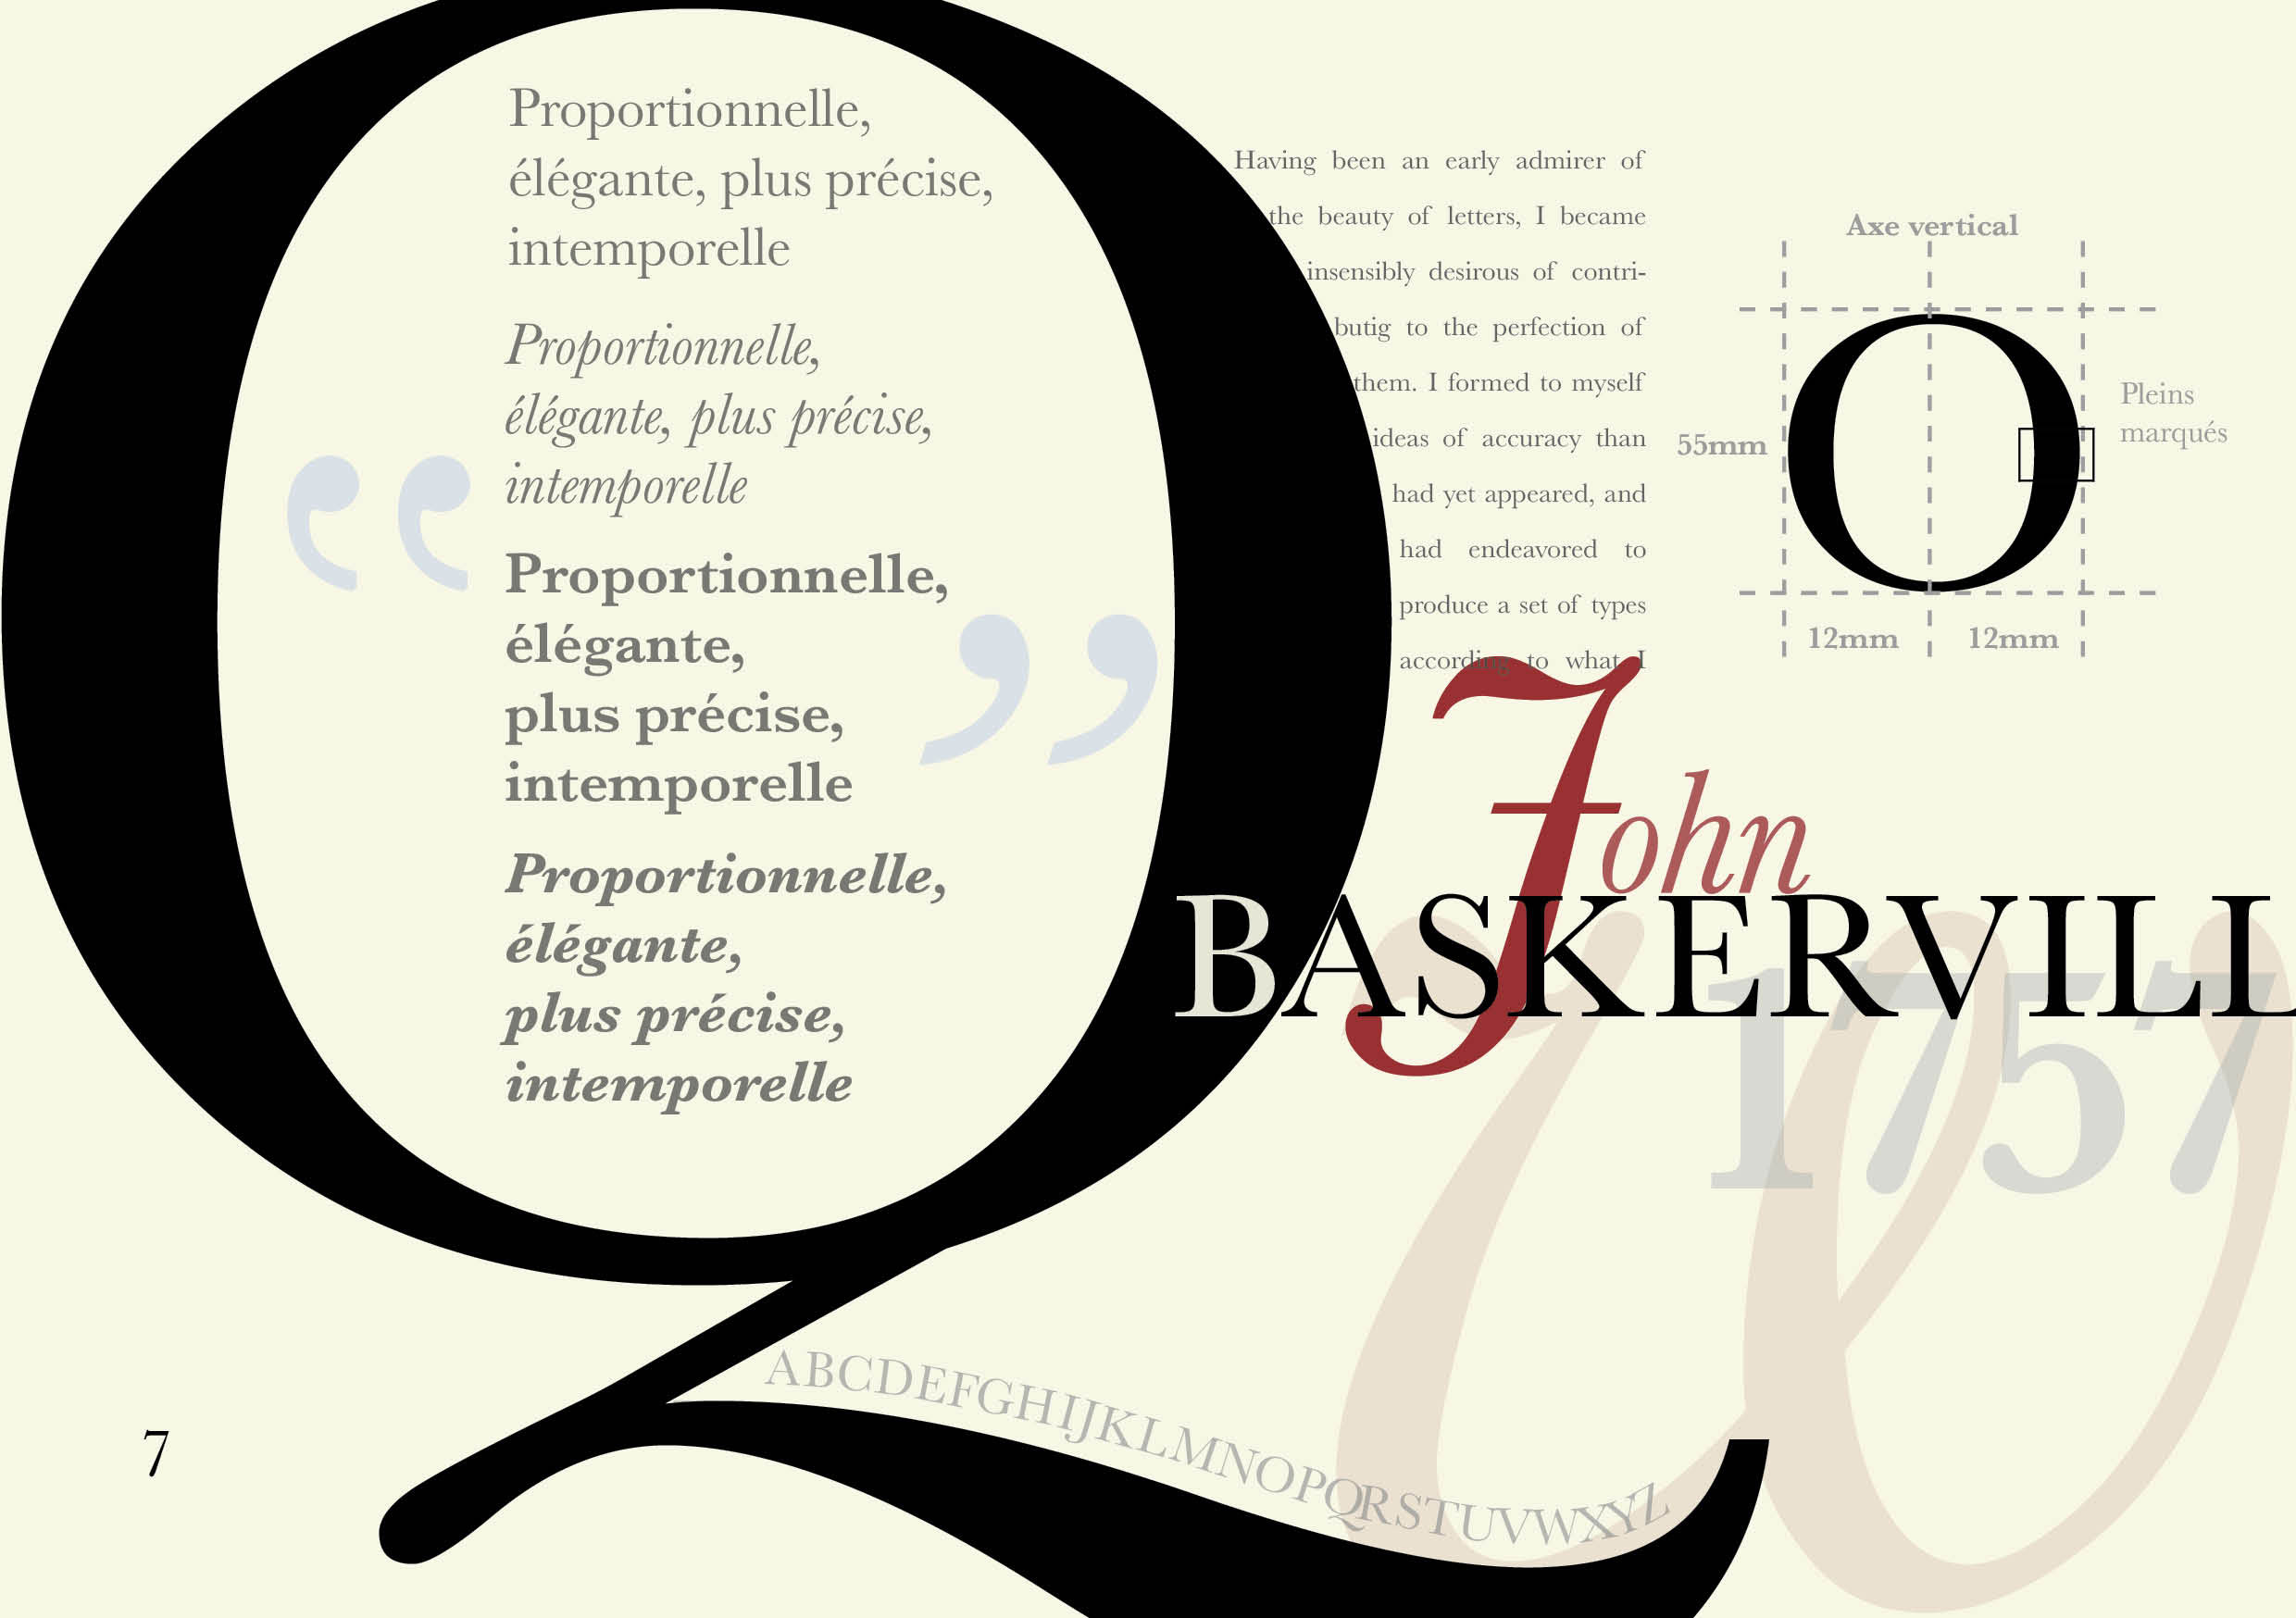 Proportionnelle,
élégante, plus précise,
intemporelle
Proportionnelle,
élégante, plus précise,
intemporelle
“
Proportionnelle,
élégante,
plus précise,
intemporelle
”
Proportionnelle,
élégante,
plus précise,
intemporelle
Having been an early admirer of
the beauty of letters, I became
insensibly desirous of contri-
butig to the perfection of
them. I formed to myself
ideas of accuracy than
had yet appeared, and
had endeavored to
produce a set of types
according to what I
Axe vertical
O
Pleins
marqués
55mm
12mm 12mm
John
BASKERVILL
1757
w
Q
ABCDEFGHIJKLMNOPQRSTUVWXYZ
7